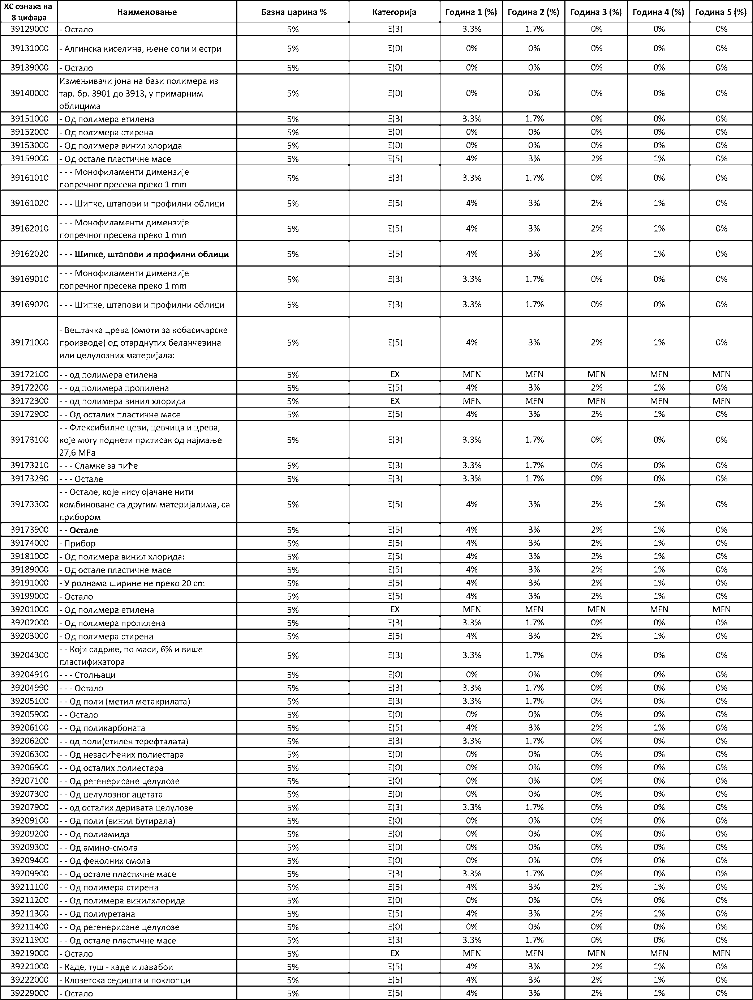 ХС ознака на 8 цифара Наименовање Базна царина % Категорија Година 1 (%) Година 2 (%) Година 3 (%) Година 4 (%) Година 5 (%)
39129000 - Остало 5% E(3) 3.3% 1.7% 0% 0% 0%
39131000 - Алгинска киселина, њене соли и естри 5% E(0) 0% 0% 0% 0% 0%
39139000 - Остало 5% E(0) 0% 0% 0% 0% 0%
39140000 Измењивачи јона на бази полимера из
тар. бр. 3901 до 3913, у примарним
облицима 5% E(0) 0% 0% 0% 0% 0%
39151000 - Од полимера етилена 5% E(3) 3.3% 1.7% 0% 0% 0%
39152000 - Од полимера стирена 5% E(0) 0% 0% 0% 0% 0%
39153000 - Од полимера винил хлорида 5% E(0) 0% 0% 0% 0% 0%
39159000 - Од остале пластичне масе 5% E(5) 4% 3% 2% 1% 0%
39161010 - - - Монофиламенти димензије
попречног пресека преко 1 mm 5% E(3) 3.3% 1.7% 0% 0% 0%
39161020 - - - Шипке, штапови и профилни облици 5% E(5) 4% 3% 2% 1% 0%
39162010 - - - Монофиламенти димензије
попречног пресека преко 1 mm 5% E(5) 4% 3% 2% 1% 0%
39162020 - - - Шипке, штапови и профилни облици 5% E(5) 4% 3% 2% 1% 0%
39169010 - - - Монофиламенти димензије
попречног пресека преко 1 mm 5% E(3) 3.3% 1.7% 0% 0% 0%
39169020 - - - Шипке, штапови и профилни облици 5% E(3) 3.3% 1.7% 0% 0% 0%
39171000 - Вештачка црева (омоти за кобасичарске
производе) од отврднутих беланчевина
или целулозних материјала: 5% E(5) 4% 3% 2% 1% 0%
39172100 - - од полимера етилена 5% EX MFN MFN MFN MFN MFN
39172200 - - од полимера пропилена 5% E(5) 4% 3% 2% 1% 0%
39172300 - - од полимера винил хлорида 5% EX MFN MFN MFN MFN MFN
39172900 - - Од осталих пластичне масе 5% E(5) 4% 3% 2% 1% 0%
39173100 - - Флексибилне цеви, цевчица и црева,
које могу поднети притисак од најмање
27,6 MPa 5% E(3) 3.3% 1.7% 0% 0% 0%
39173210 - - - Сламке за пиће 5% E(3) 3.3% 1.7% 0% 0% 0%
39173290 - - - Остале 5% E(3) 3.3% 1.7% 0% 0% 0%
39173300 - - Остале, које нису ојачане нити
комбиноване са другим материјалима, са
прибором 5% E(5) 4% 3% 2% 1% 0%
39173900 - - Остале 5% E(5) 4% 3% 2% 1% 0%
39174000 - Прибор 5% E(5) 4% 3% 2% 1% 0%
39181000 - Од полимера винил хлорида: 5% E(5) 4% 3% 2% 1% 0%
39189000 - Од остале пластичне масе 5% E(5) 4% 3% 2% 1% 0%
39191000 - У ролнама ширине не преко 20 cm 5% E(5) 4% 3% 2% 1% 0%
39199000 - Остало 5% E(5) 4% 3% 2% 1% 0%
39201000 - Од полимера етилена 5% EX MFN MFN MFN MFN MFN
39202000 - Од полимера пропилена 5% E(3) 3.3% 1.7% 0% 0% 0%
39203000 - Од полимера стирена 5% E(5) 4% 3% 2% 1% 0%
39204300 - - Који садрже, по маси, 6% и више
пластификатора 5% E(3) 3.3% 1.7% 0% 0% 0%
39204910 - - - Столњаци 5% E(0) 0% 0% 0% 0% 0%
39204990 - - - Остало 5% E(3) 3.3% 1.7% 0% 0% 0%
39205100 - - Од поли (метил метакрилата) 5% E(3) 3.3% 1.7% 0% 0% 0%
39205900 - - Остало 5% E(0) 0% 0% 0% 0% 0%
39206100 - - Од поликарбоната 5% E(5) 4% 3% 2% 1% 0%
39206200 - - од поли(етилен терефталата) 5% E(3) 3.3% 1.7% 0% 0% 0%
39206300 - - Од незасићених полиестара 5% E(0) 0% 0% 0% 0% 0%
39206900 - - Од осталих полиестара 5% E(0) 0% 0% 0% 0% 0%
39207100 - - Од регенерисане целулозе 5% E(0) 0% 0% 0% 0% 0%
39207300 - - Од целулозног ацетата 5% E(0) 0% 0% 0% 0% 0%
39207900 - - од осталих деривата целулозе 5% E(3) 3.3% 1.7% 0% 0% 0%
39209100 - - Од поли (винил бутирала) 5% E(0) 0% 0% 0% 0% 0%
39209200 - - Од полиамида 5% E(0) 0% 0% 0% 0% 0%
39209300 - - Од амино-смола 5% E(0) 0% 0% 0% 0% 0%
39209400 - - Од фенолних смола 5% E(0) 0% 0% 0% 0% 0%
39209900 - - Од остале пластичне масе 5% E(3) 3.3% 1.7% 0% 0% 0%
39211100 - - Од полимера стирена 5% E(5) 4% 3% 2% 1% 0%
39211200 - - Од полимера винилхлорида 5% E(0) 0% 0% 0% 0% 0%
39211300 - - Од полиуретана 5% E(5) 4% 3% 2% 1% 0%
39211400 - - Од регенерисане целулозе 5% E(0) 0% 0% 0% 0% 0%
39211900 - - Од остале пластичне масе 5% E(3) 3.3% 1.7% 0% 0% 0%
39219000 - Остало 5% EX MFN MFN MFN MFN MFN
39221000 - Каде, туш - каде и лавабои 5% E(5) 4% 3% 2% 1% 0%
39222000 - Клозетска седишта и поклопци 5% E(5) 4% 3% 2% 1% 0%
39229000 - Остало 5% E(5) 4% 3% 2% 1% 0%